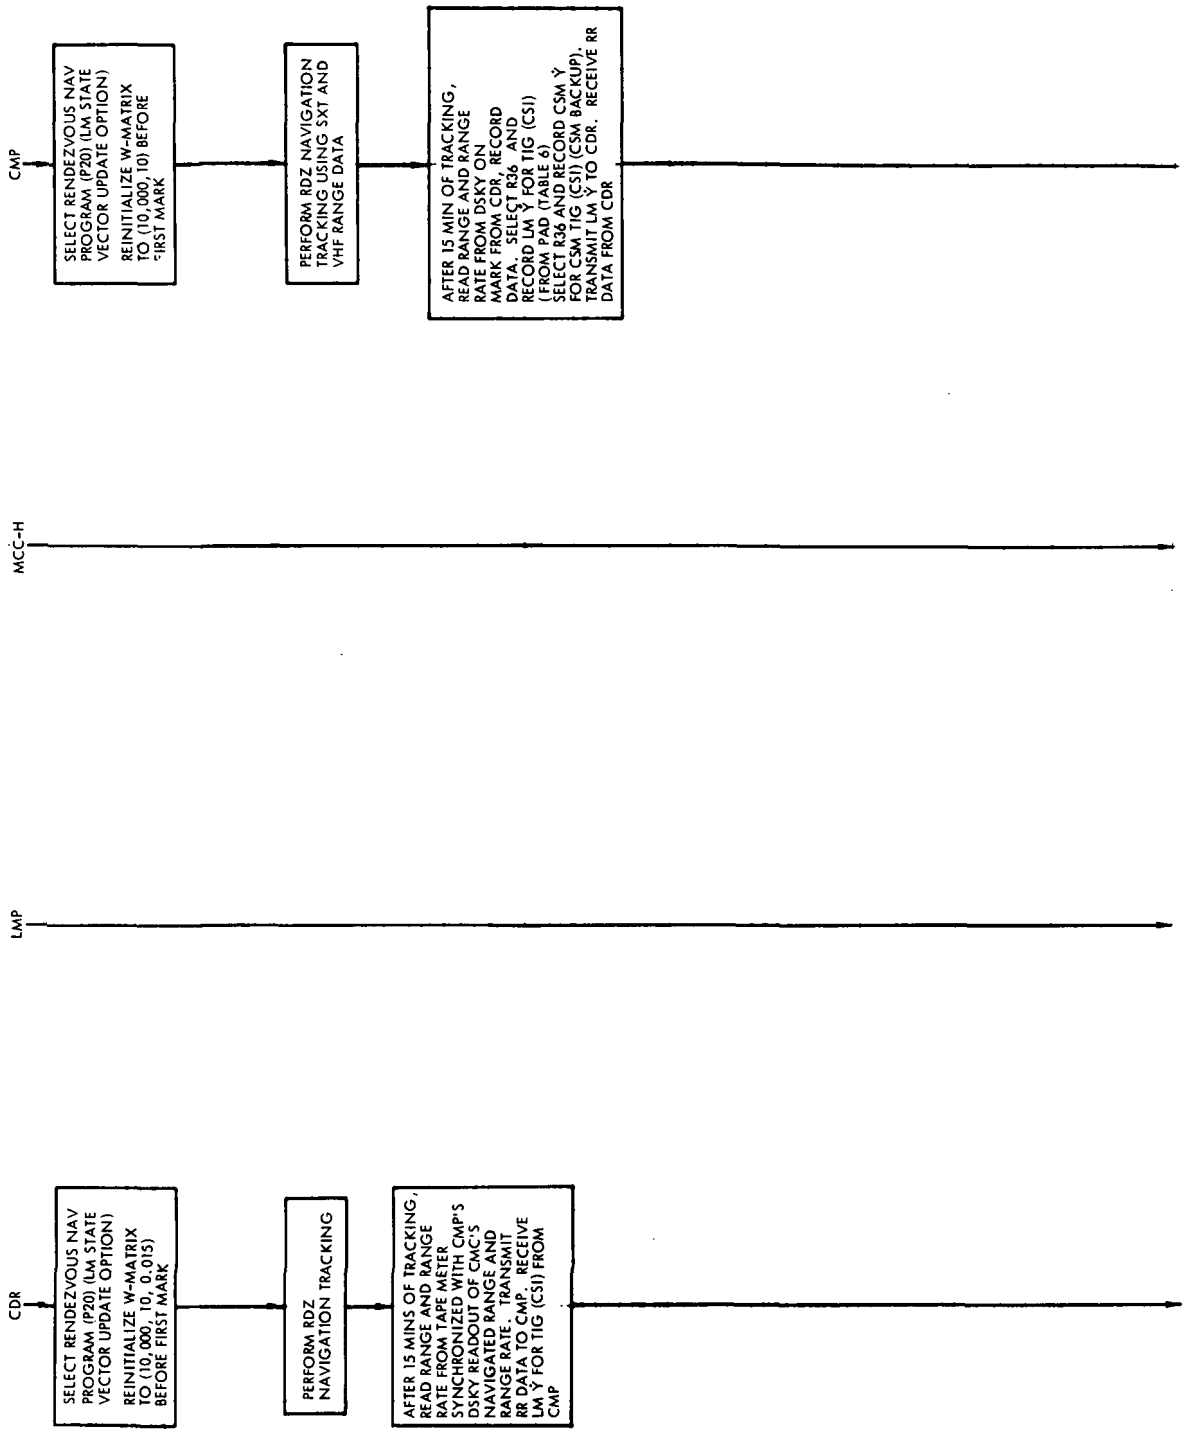 CDR
SELECT RENDEZVOUS NAV
PROGRAM (P20) (LM STATE
VECTOR UPDATE OPTION)
REINITIALIZE W-MATRIX
TO (10,000, 10, 0.015)
BEFORE FIRST MARK
PERFORM RDZ
NAVIGATION TRACKING
AFTER 15 MINS OF TRACKING,
READ RANGE AND RANGE
RATE FROM TAPE METER
SYNCHRONIZED WITH CMP'S
DSKY READOUT OF CMC'S
NAVIGATED RANGE AND
RANGE RATE. TRANSMIT
RR DATA TO CMP. RECEIVE
LM Ẏ FOR TIG (CSI) FROM
CMP
LMP
MCC-H
CMP
SELECT RENDEZVOUS NAV
PROGRAM (P20) (LM STATE
VECTOR UPDATE OPTION)
REINITIALIZE W-MATRIX
TO (10,000, 10) BEFORE
FIRST MARK
PERFORM RDZ NAVIGATION
TRACKING USING SXT AND
VHF RANGE DATA
AFTER 15 MIN OF TRACKING,
READ RANGE AND RANGE
RATE FROM DSKY ON
MARK FROM CDR, RECORD
DATA. SELECT R36 AND
RECORD LM Ẏ FOR TIG (CSI)
(FROM PAD (TABLE 6)
SELECT R36 AND RECORD CSM Ẏ
FOR CSM TIG (CSI) (CSM BACKUP).
TRANSMIT LM Ẏ TO CDR. RECEIVE RR
DATA FROM CDR